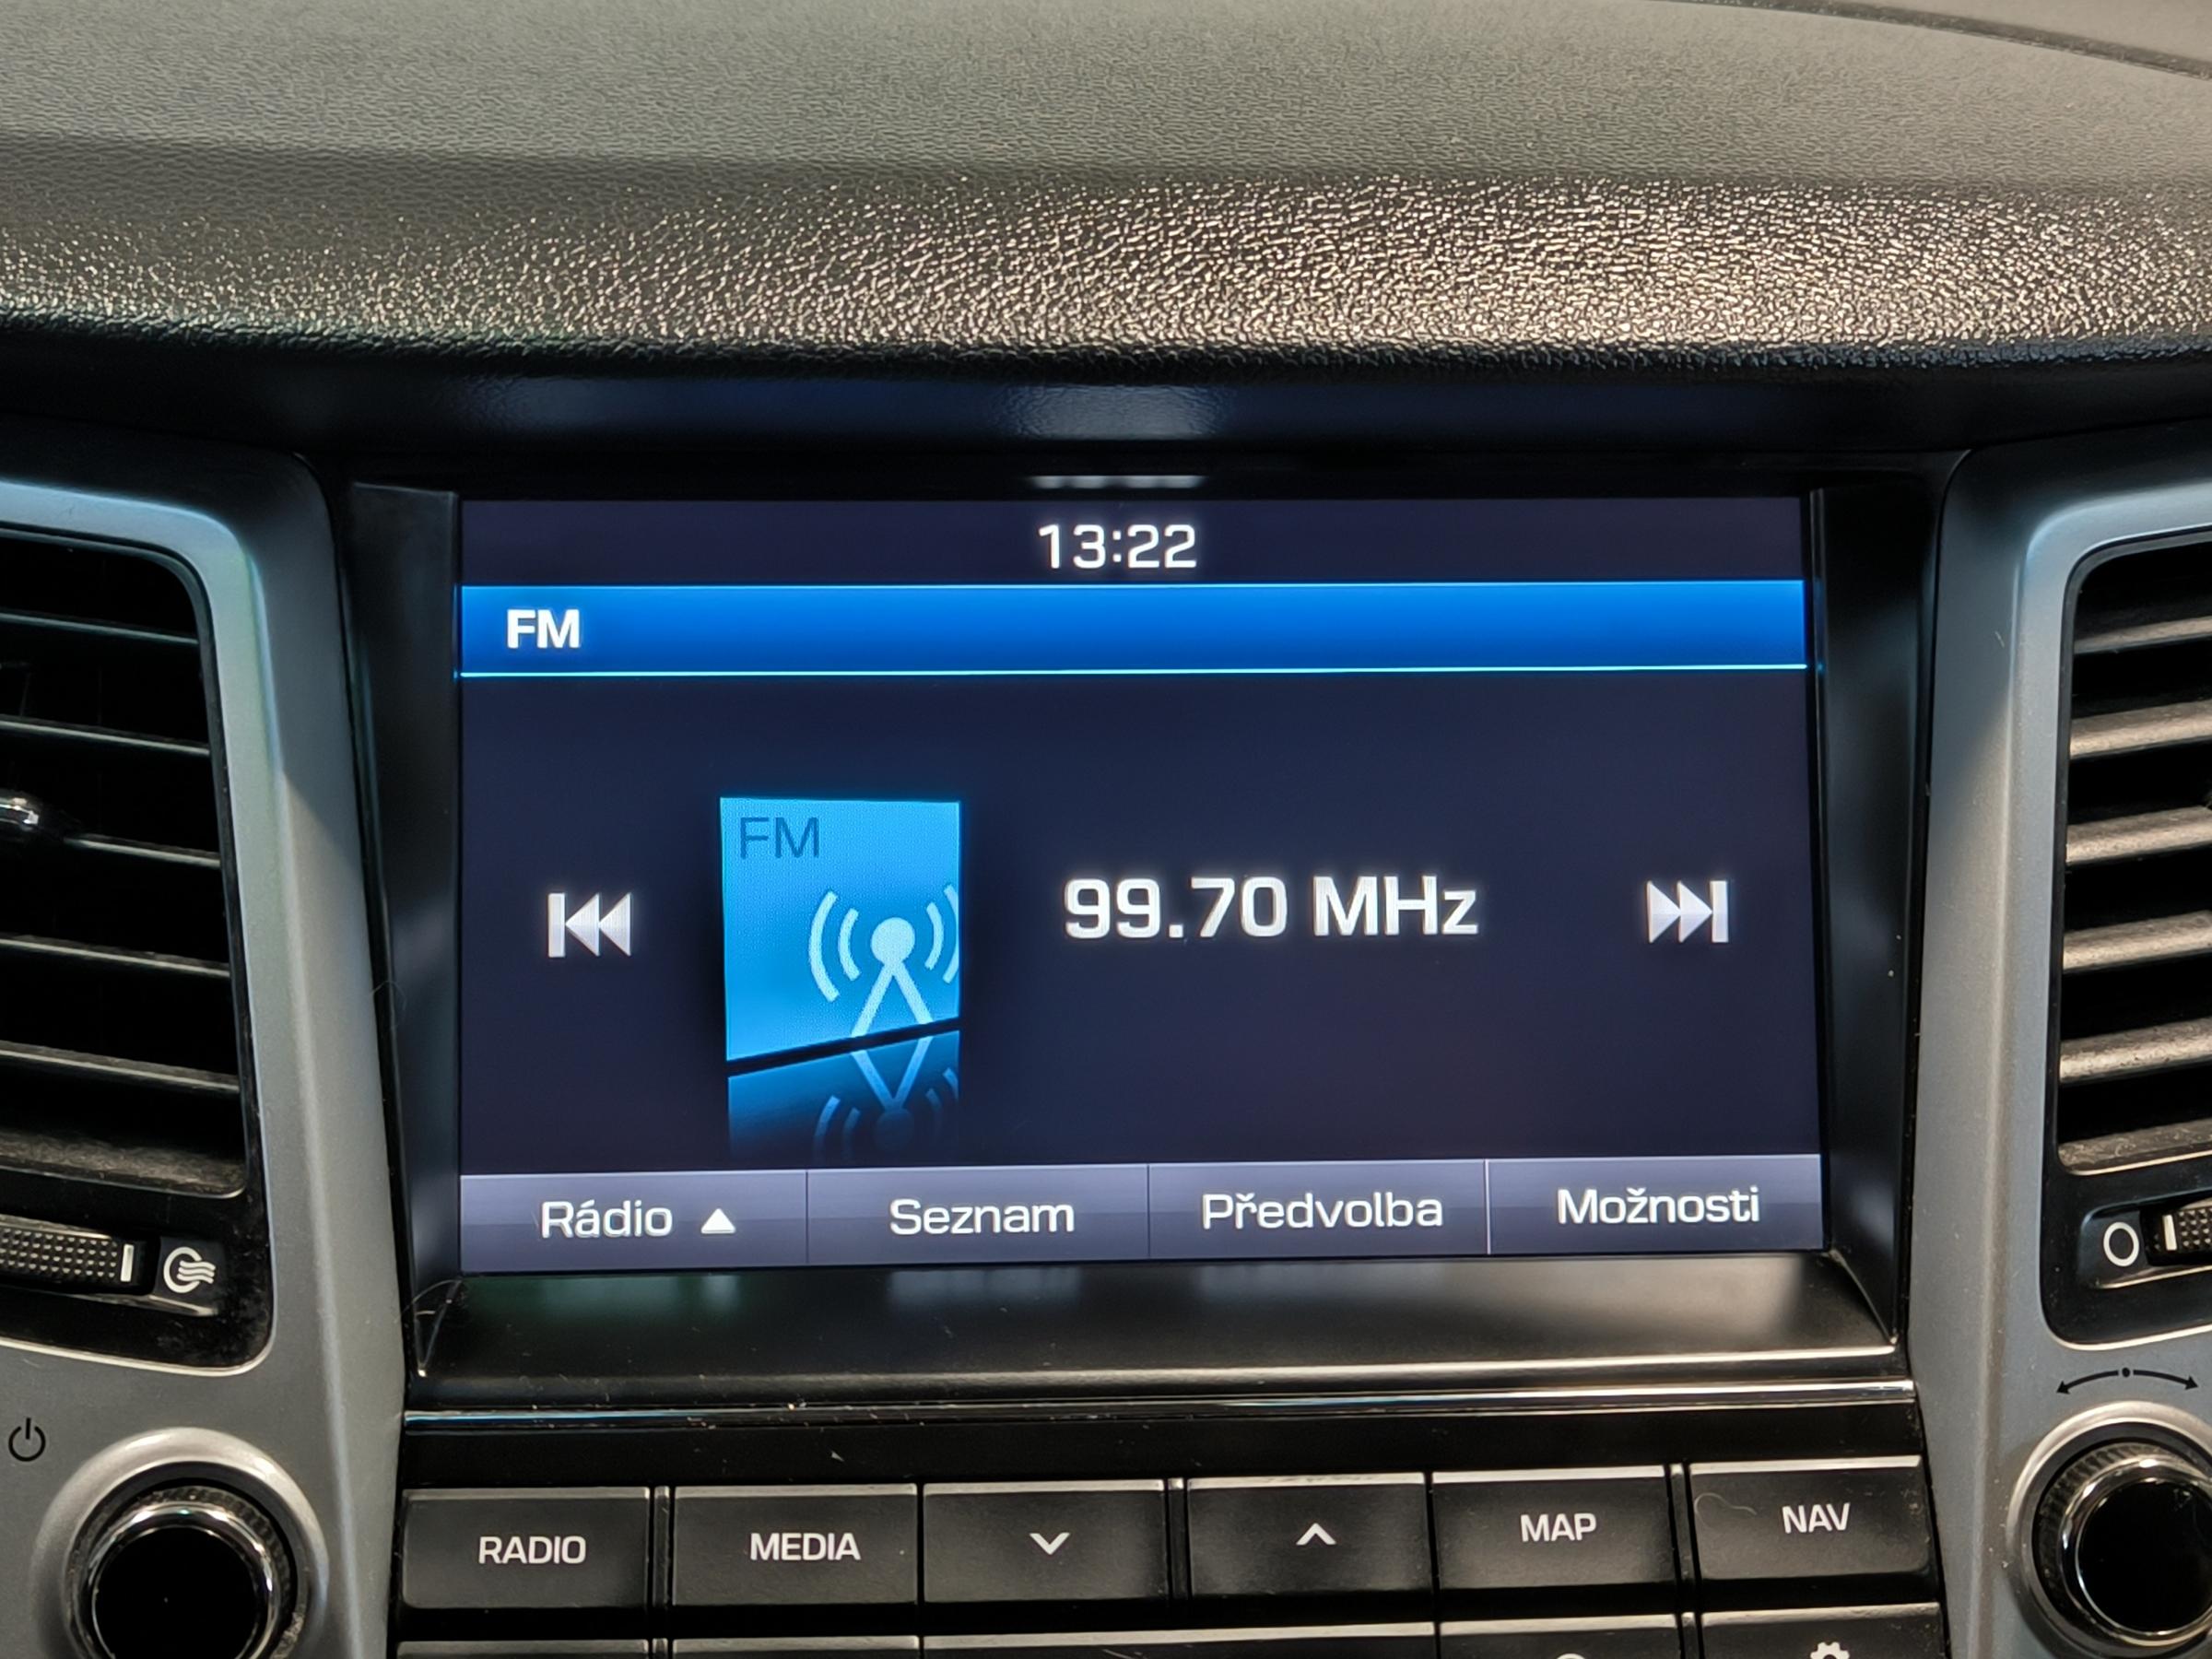 13:22
FM
FM
99.70 MHz
Rádio Seznam Předvolba Možnosti
RADIO MEDIA MAP NAV